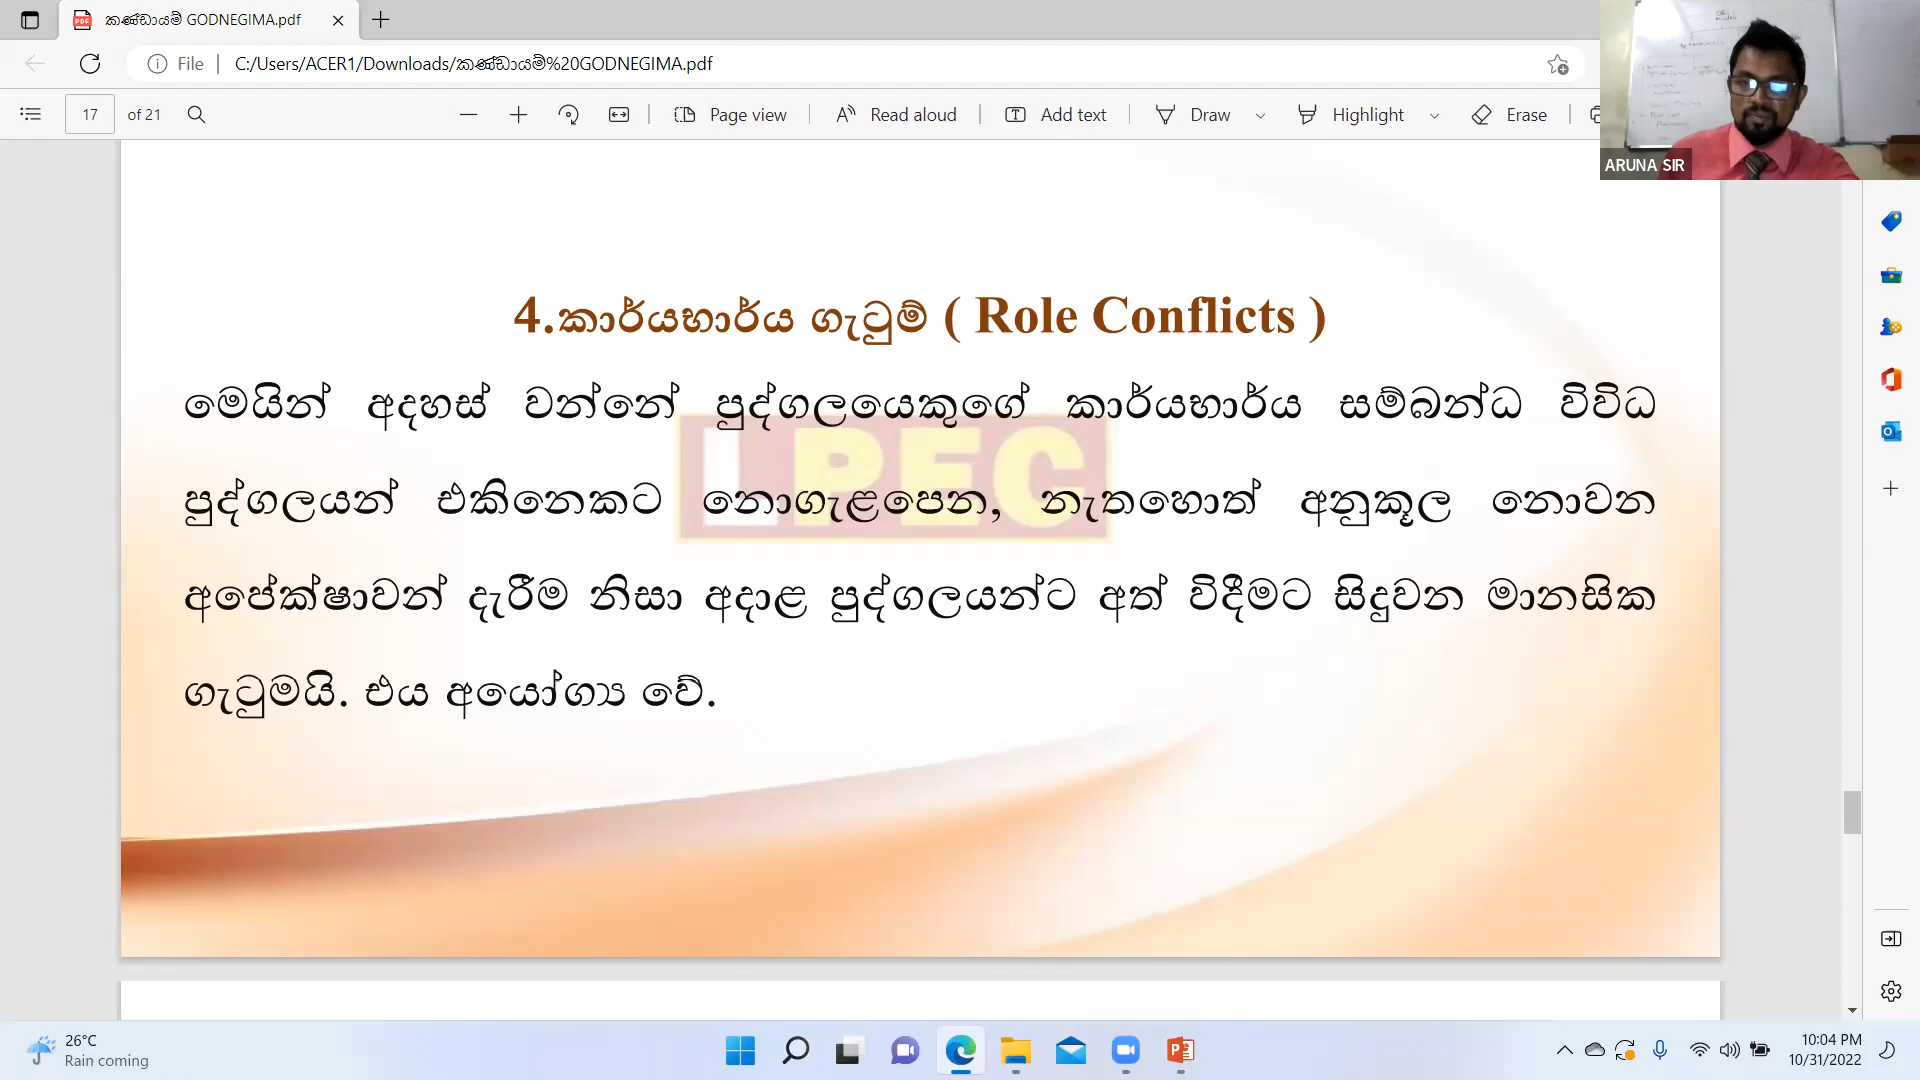 කණ්ඩායම් GODNEGIMA.pdf
File
C:/Users/ACER1/Downloads/කණ්ඩායම්%20GODNEGIMA.pdf
17 of 21
Page view
Read aloud
Add text
Draw
Highlight
Erase
ARUNA SIR
4.කාර්යභාර්ය ගැටුම් ( Role Conflicts )
මෙයින් අදහස් වන්නේ පුද්ගලයෙකුගේ කාර්යභාර්ය සම්බන්ධ විවිධ
පුද්ගලයන් එකිනෙකට නොගැළපෙන, නැතහොත් අනුකූල නොවන
අපේක්ෂාවන් දැරීම නිසා අදාළ පුද්ගලයන්ට අත් විදීමට සිදුවන මානසික
ගැටුමයි. එය අයෝග්‍ය වේ.
LPEC
26°C
Rain coming
10:04 PM
10/31/2022